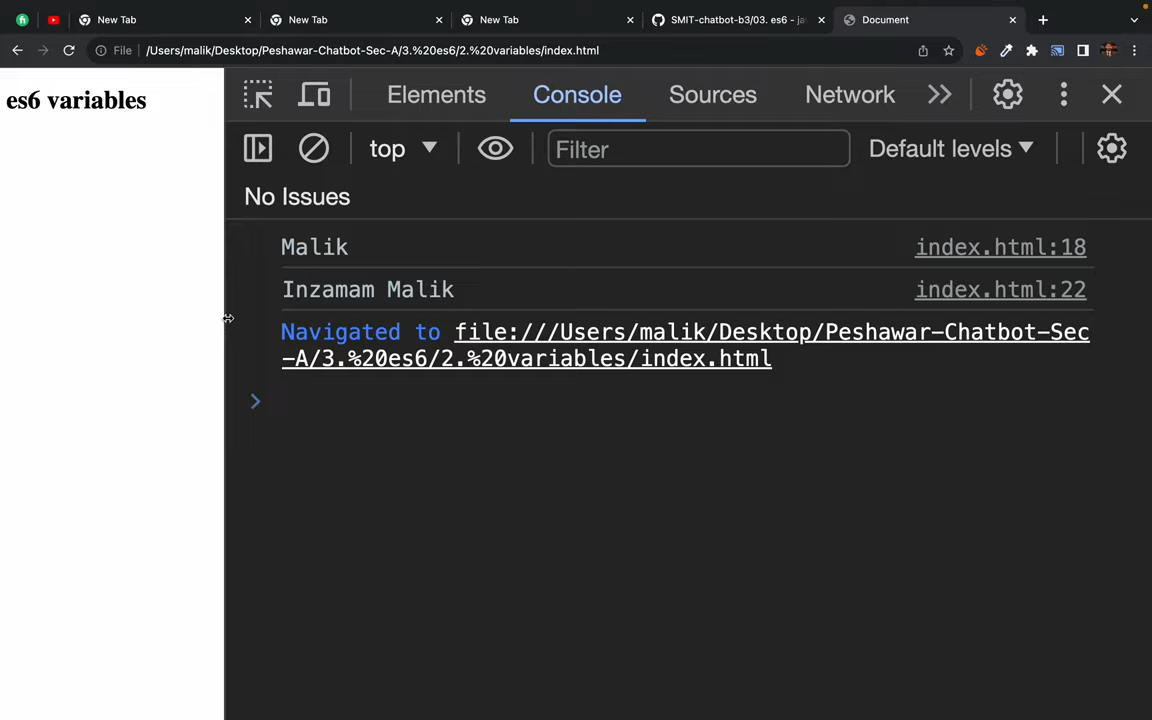 New Tab
New Tab
New Tab
SMIT-chatbot-b3/03. es6 - ja
Document
File
/Users/malik/Desktop/Peshawar-Chatbot-Sec-A/3.%20es6/2.%20variables/index.html
es6 variables
Elements
Console
Sources
Network
top
Filter
Default levels
No Issues
Malik
index.html:18
Inzamam Malik
index.html:22
Navigated to file:///Users/malik/Desktop/Peshawar-Chatbot-Sec
-A/3.%20es6/2.%20variables/index.html